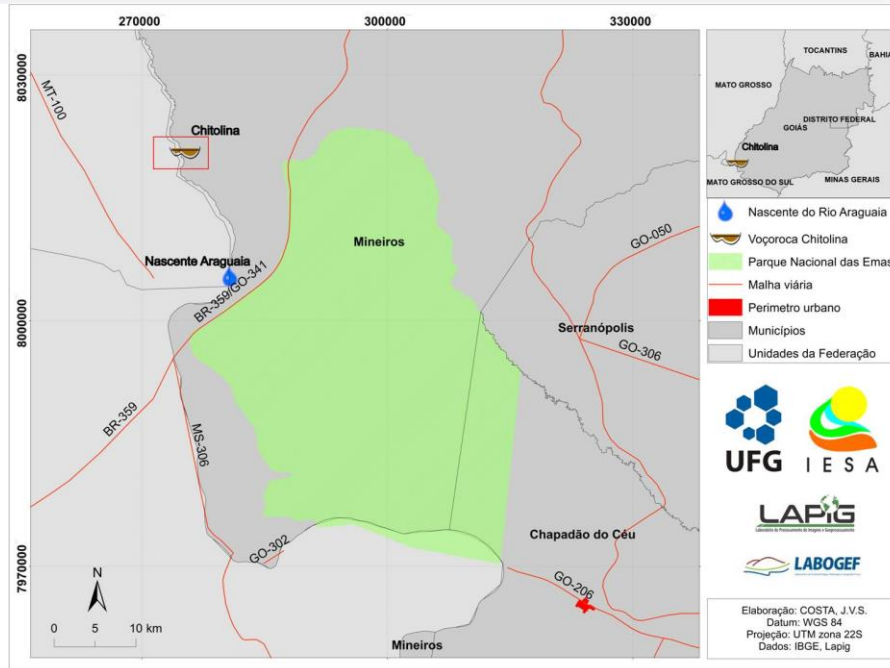 270000
300000
330000
8030000
8000000
7970000
MT-100
Chitolina
Nascente Araguaia
BR-359/GO-341
Mineiros
GO-050
Serranópolis
GO-306
BR-359
MS-306
GO-302
Chapadão do Céu
GO-206
Mineiros
N
0 5 10 km
TOCANTINS
BAHIA
MATO GROSSO
DISTRITO FEDERAL
GOIÁS
Chitolina
MATO GROSSO DO SUL
MINAS GERAIS
Nascente do Rio Araguaia
Voçoroca Chitolina
Parque Nacional das Emas
Malha viária
Perimetro urbano
Municípios
Unidades da Federação
UFG
IESA
LAPIG
LABOGEF
Elaboração: COSTA, J.V.S.
Datum: WGS 84
Projeção: UTM zona 22S
Dados: IBGE, Lapig